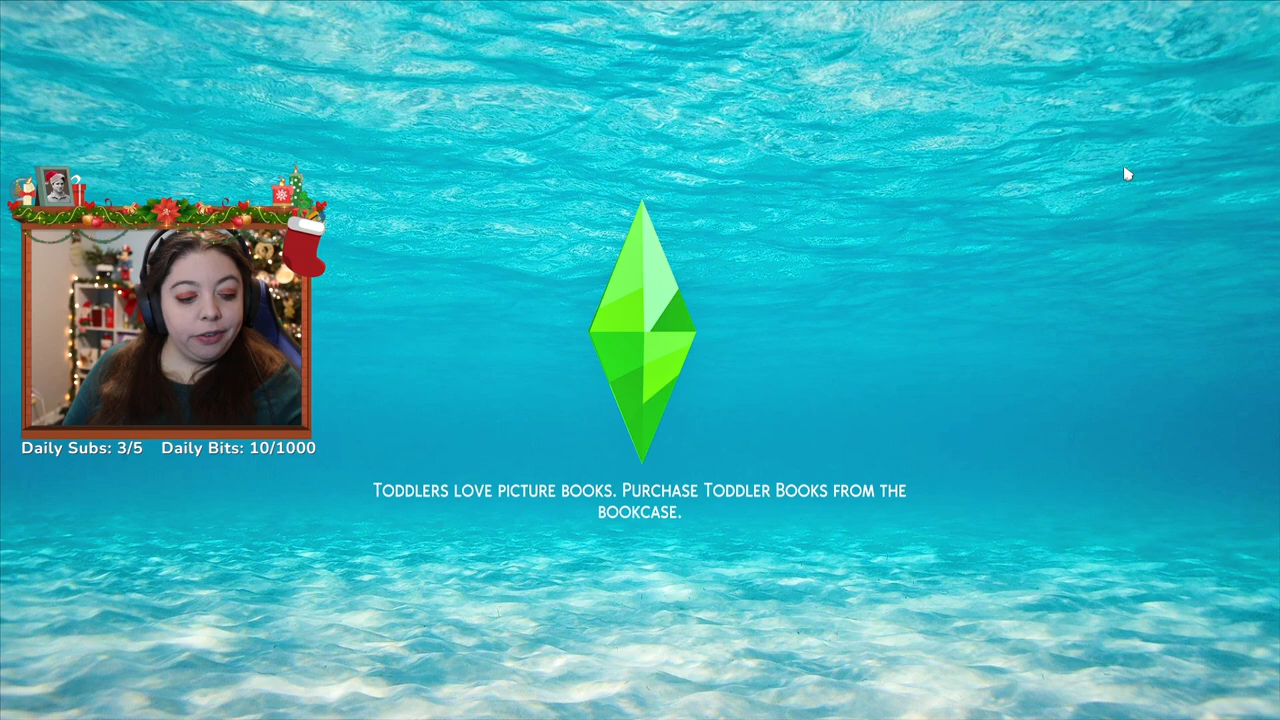 Daily Subs: 3/5 Daily Bits: 10/1000
Toddlers love picture books. Purchase Toddler Books from the
bookcase.